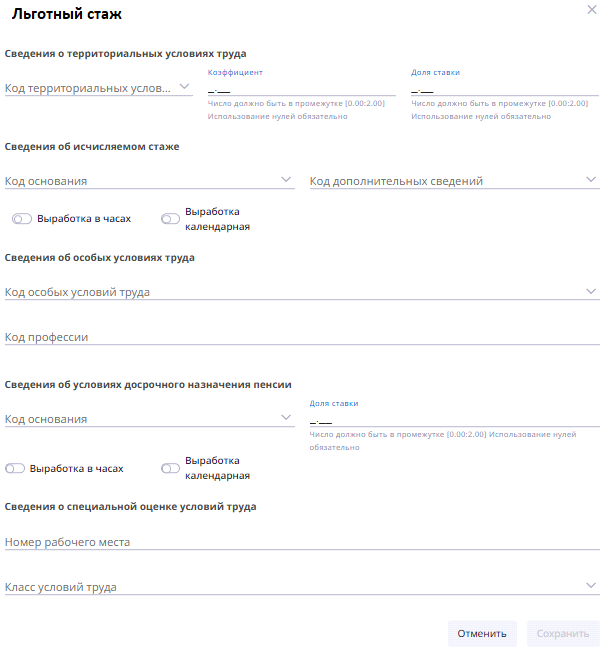 Льготный стаж
Сведения о территориальных условиях труда
Код территориальных услов...
Коэффициент
_.__
Число должно быть в промежутке [0.00:2.00]
Использование нулей обязательно
Доля ставки
_.__
Число должно быть в промежутке [0.00:2.00]
Использование нулей обязательно
Сведения об исчисляемом стаже
Код основания
Код дополнительных сведений
Выработка в часах
Выработка
календарная
Сведения об особых условиях труда
Код особых условий труда
Код профессии
Сведения об условиях досрочного назначения пенсии
Код основания
Доля ставки
_.__
Число должно быть в промежутке [0.00:2.00] Использование нулей
обязательно
Выработка в часах
Выработка
календарная
Сведения о специальной оценке условий труда
Номер рабочего места
Класс условий труда
Отменить
Сохранить